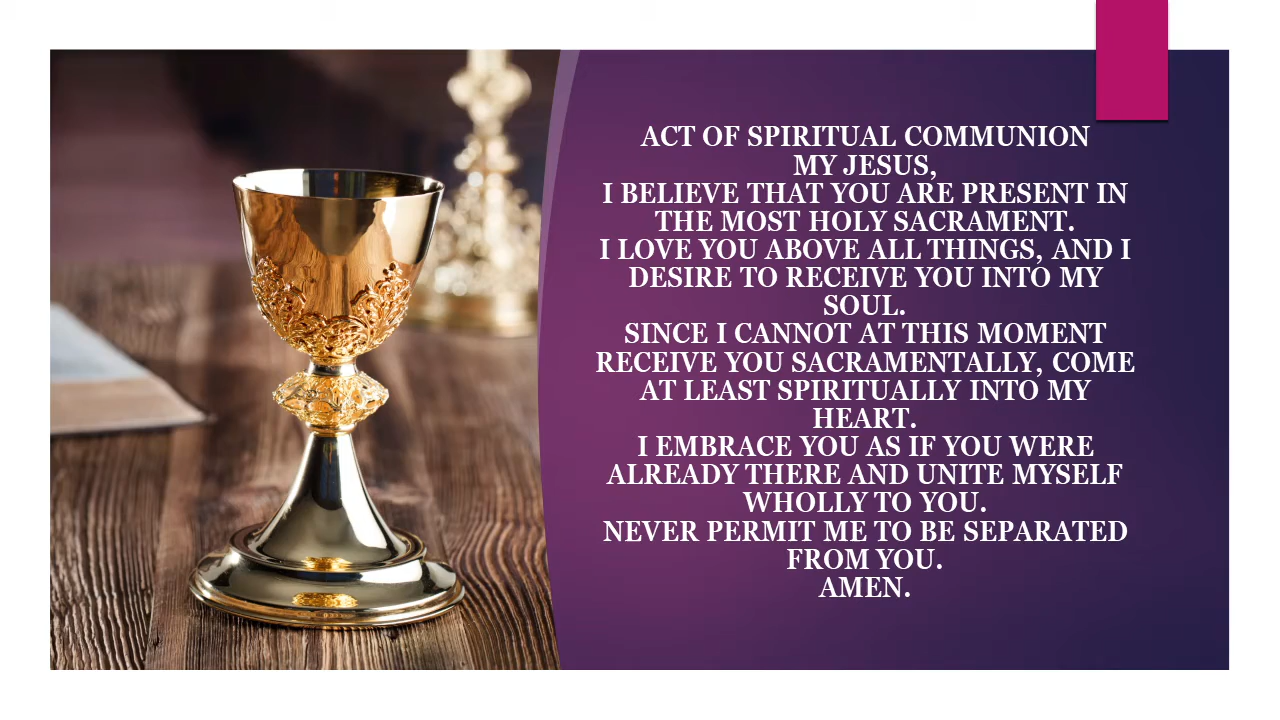 ACT OF SPIRITUAL COMMUNION
MY JESUS,
I BELIEVE THAT YOU ARE PRESENT IN
THE MOST HOLY SACRAMENT.
I LOVE YOU ABOVE ALL THINGS, AND I
DESIRE TO RECEIVE YOU INTO MY
SOUL.
SINCE I CANNOT AT THIS MOMENT
RECEIVE YOU SACRAMENTALLY, COME
AT LEAST SPIRITUALLY INTO MY
HEART.
I EMBRACE YOU AS IF YOU WERE
ALREADY THERE AND UNITE MYSELF
WHOLLY TO YOU.
NEVER PERMIT ME TO BE SEPARATED
FROM YOU.
AMEN.